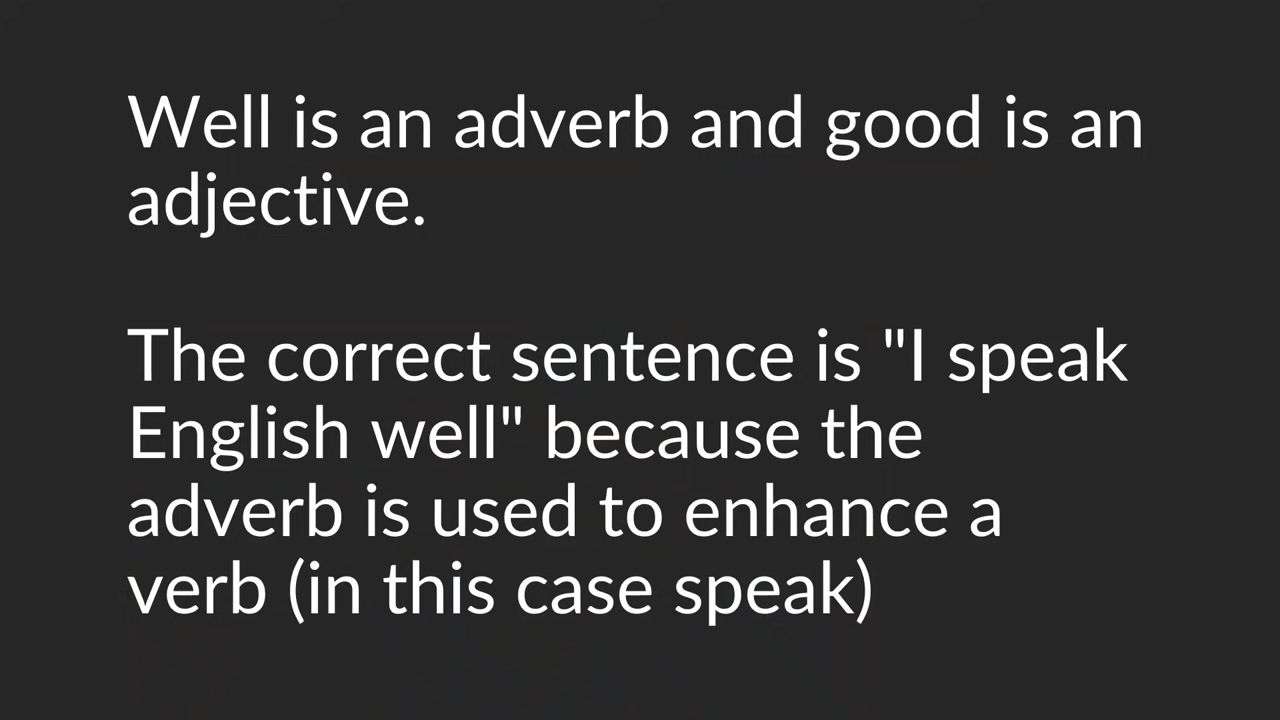 Well is an adverb and good is an
adjective.
The correct sentence is "I speak
English well" because the
adverb is used to enhance a
verb (in this case speak)